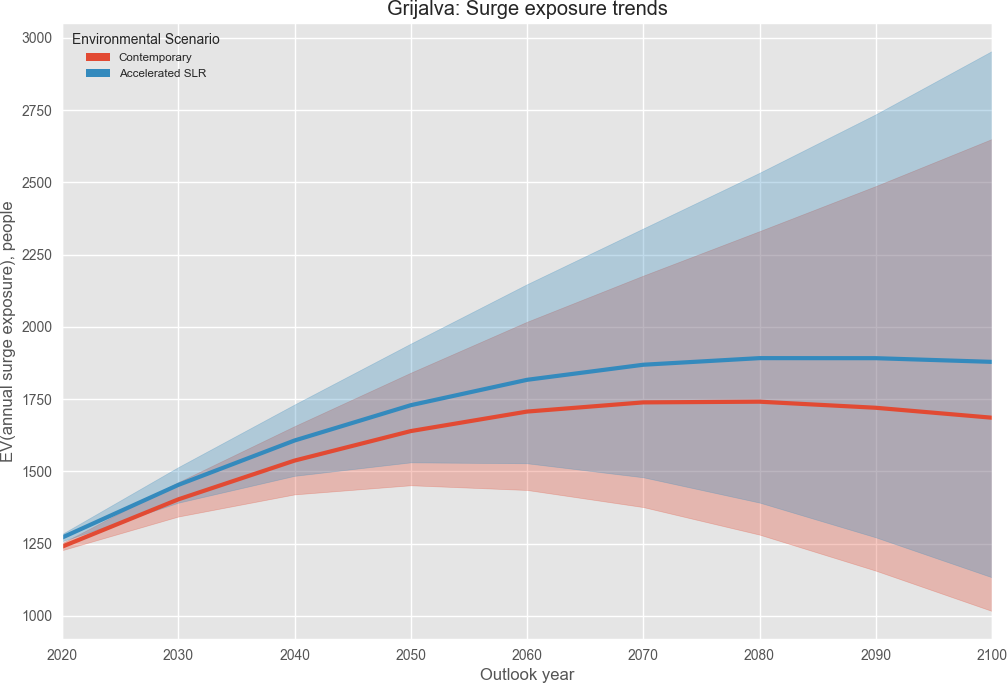 Grijalva: Surge exposure trends
Environmental Scenario
Contemporary
Accelerated SLR
3000
2750
2500
2250
2000
1750
1500
1250
1000
EV(annual surge exposure), people
2020 2030 2040 2050 2060 2070 2080 2090 2100
Outlook year